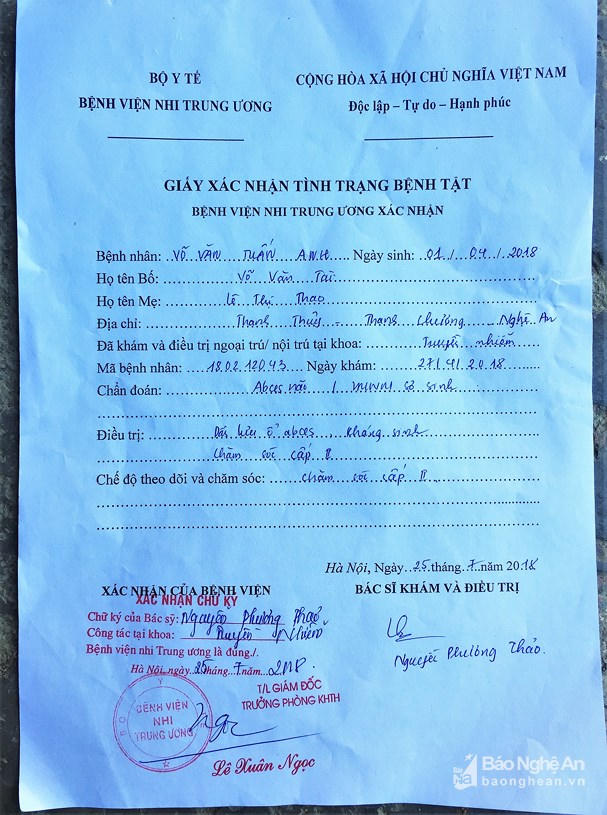 BỘ Y TẾ
BỆNH VIỆN NHI TRUNG ƯƠNG
CỘNG HÒA XÃ HỘI CHỦ NGHĨA VIỆT NAM
Độc lập – Tự do – Hạnh phúc
GIẤY XÁC NHẬN TÌNH TRẠNG BỆNH TẬT
BỆNH VIỆN NHI TRUNG ƯƠNG XÁC NHẬN
Bệnh nhân: VÕ VĂN TUẤN ANH Ngày sinh: 01/04/2018
Họ tên Bố: Võ Văn Tài
Họ tên Mẹ: Lê Thị Thao
Địa chỉ: Thanh Thuỷ - Thanh Chương Nghệ An
Đã khám và điều trị ngoại trú/ nội trú tại khoa: Truyền nhiễm
Mã bệnh nhân: 18.02.12043 Ngày khám: 2018
Chẩn đoán: Abces não / sơ sinh
Điều trị: Dẫn lưu ổ abces, kháng sinh
chăm sóc cấp II
Chế độ theo dõi và chăm sóc: chăm sóc cấp II
Hà Nội, Ngày 25 tháng 7 năm 2018
XÁC NHẬN CỦA BỆNH VIỆN
BÁC SĨ KHÁM VÀ ĐIỀU TRỊ
XÁC NHẬN CHỮ KÝ
Chữ ký của Bác sỹ: Nguyễn Phương Thảo
Công tác tại khoa: Truyền Nhiễm
Bệnh viện nhi Trung ương là đúng./.
Hà Nội, ngày 25 tháng 7 năm 2018
Nguyễn Phương Thảo
T/L GIÁM ĐỐC
TRƯỞNG PHÒNG KHTH
BỆNH VIỆN
NHI
TRUNG ƯƠNG
Lê Xuân Ngọc
Báo Nghệ An
baonghean.vn